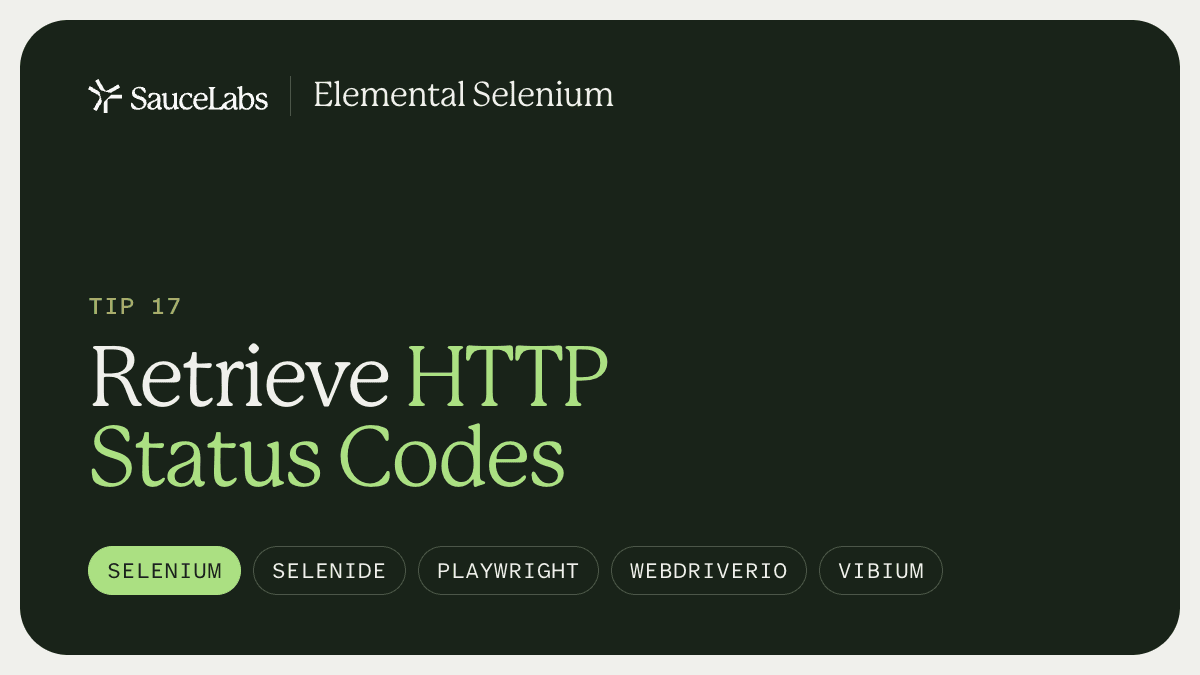 SauceLabs
Elemental Selenium
TIP 17
Retrieve HTTP
Status Codes
SELENIUM
SELENIDE
PLAYWRIGHT
WEBDRIVERIO
VIBIUM